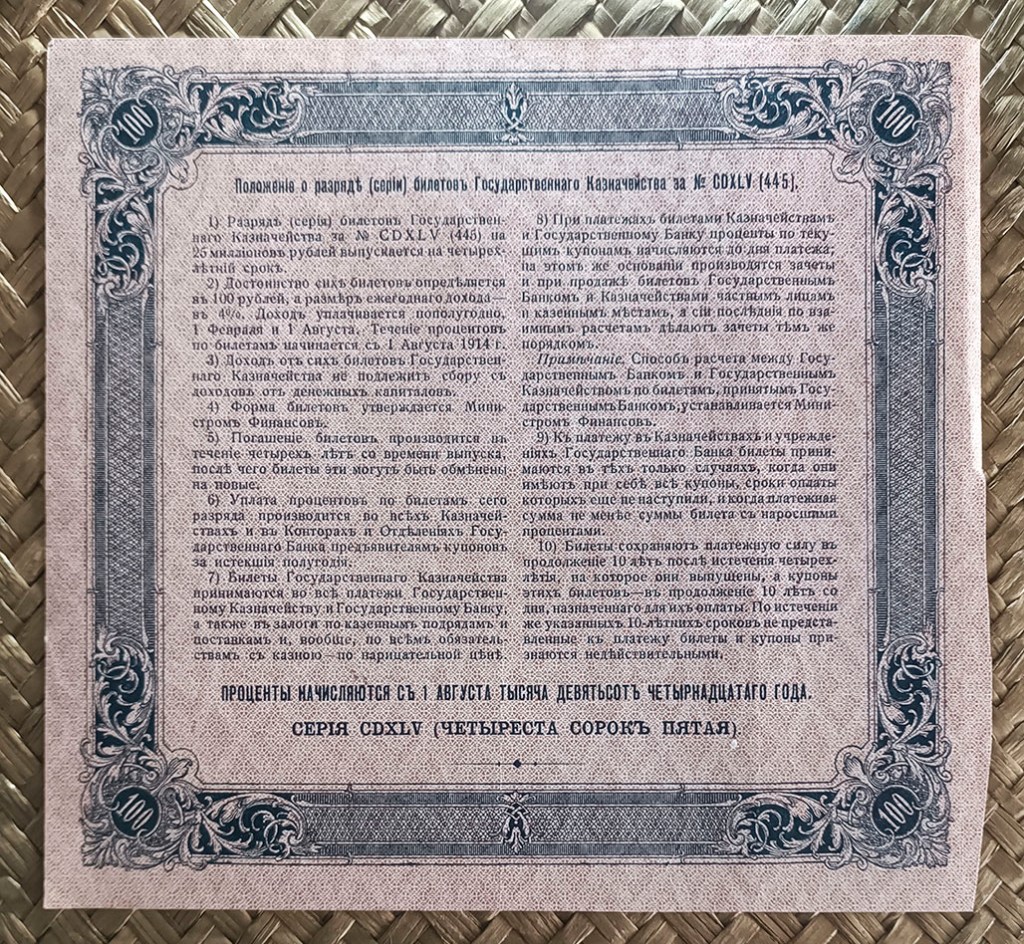 100
100
Положеніе о разрядѣ (серіи) билетовъ Государственнаго Казначейства за № CDXLV (445).
1) Разрядъ (серія) билетовъ Государствен-
наго Казначейства за № CDXLV (445) на
25 милліоновъ рублей выпускается на четырех-
лѣтній срокъ.
2) Достоинство сихъ билетовъ опредѣляется
въ 100 рублей, а размѣръ ежегоднаго дохода—
въ 4%. Доходъ уплачивается пополугодно,
1 Февраля и 1 Августа. Теченіе процентовъ
по билетамъ начинается съ 1 Августа 1914 г.
3) Доходъ отъ сихъ билетовъ Государствен-
наго Казначейства не подлежитъ сбору съ
доходовъ отъ денежныхъ капиталовъ.
4) Форма билетовъ утверждается Мини-
стромъ Финансовъ.
5) Погашеніе билетовъ производится въ
теченіе четырехъ лѣтъ со времени выпуска,
послѣ чего билеты эти могутъ быть обмѣнены
на новые.
6) Уплата процентовъ по билетамъ сего
разряда производится во всѣхъ Казначей-
ствахъ и въ Конторахъ и Отдѣленіяхъ Госу-
дарственнаго Банка предъявителямъ купоновъ
за истекшія полугодія.
7) Билеты Государственнаго Казначейства
принимаются во всѣ платежи Государствен-
ному Казначейству и Государственному Банку,
а также въ залоги по казеннымъ подрядамъ и
поставкамъ и, вообще, по всѣмъ обязатель-
ствамъ съ казною—по нарицательной цѣнѣ.
8) При платежахъ билетами Казначействамъ
и Государственному Банку проценты по теку-
щимъ купонамъ начисляются до дня платежа;
на этомъ же основаніи производятся зачеты
и при продажѣ билетовъ Государственнымъ
Банкомъ и Казначействами частнымъ лицамъ
и казеннымъ мѣстамъ, а сіи послѣднія по вза-
имнымъ расчетамъ дѣлаютъ зачеты тѣмъ же
порядкомъ.
Примѣчаніе. Способъ расчета между Госу-
дарственнымъ Банкомъ и Государственнымъ
Казначействомъ по билетамъ, принятымъ Госу-
дарственнымъ Банкомъ, устанавливается Мини-
стромъ Финансовъ.
9) Къ платежу въ Казначействахъ и учрежде-
ніяхъ Государственнаго Банка билеты прини-
маются въ тѣхъ только случаяхъ, когда они
имѣютъ при себѣ всѣ купоны, сроки оплаты
которыхъ еще не наступили, и когда платежная
сумма не менѣе суммы билета съ наросшими
процентами.
10) Билеты сохраняютъ платежную силу въ
продолженіе 10 лѣтъ послѣ истеченія четырех-
лѣтія, на которое они выпущены, а купоны
этихъ билетовъ—въ продолженіе 10 лѣтъ со
дня, назначеннаго для ихъ оплаты. По истеченіи
же указанныхъ 10-лѣтнихъ сроковъ не предста-
вленные къ платежу билеты и купоны при-
знаются недѣйствительными.
ПРОЦЕНТЫ НАЧИСЛЯЮТСЯ СЪ 1 АВГУСТА ТЫСЯЧА ДЕВЯТЬСОТЪ ЧЕТЫРНАДЦАТАГО ГОДА.
СЕРІЯ CDXLV (ЧЕТЫРЕСТА СОРОКЪ ПЯТАЯ).
100
100